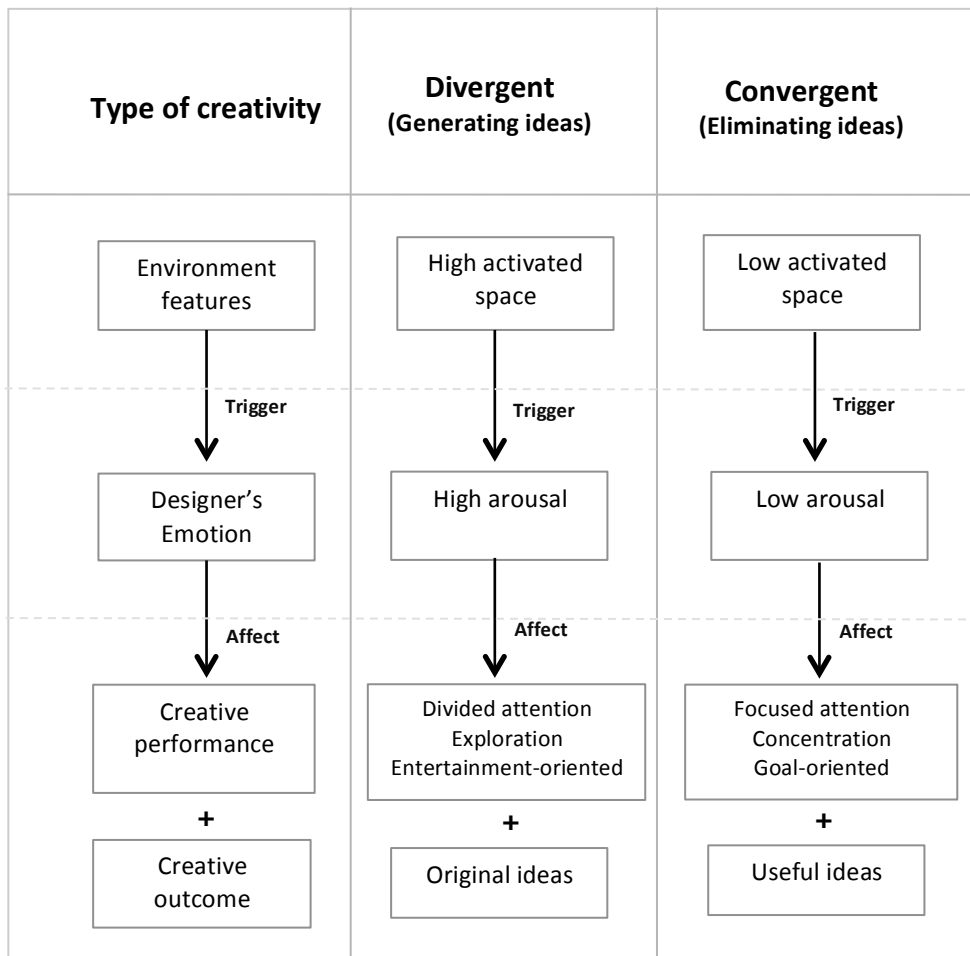 Type of creativity
Divergent
(Generating ideas)
Convergent
(Eliminating ideas)
Environment
features
High activated
space
Low activated
space
Trigger
Trigger
Trigger
Designer’s
Emotion
High arousal
Low arousal
Affect
Affect
Affect
Creative
performance
Divided attention
Exploration
Entertainment-oriented
Focused attention
Concentration
Goal-oriented
+
+
+
Creative
outcome
Original ideas
Useful ideas